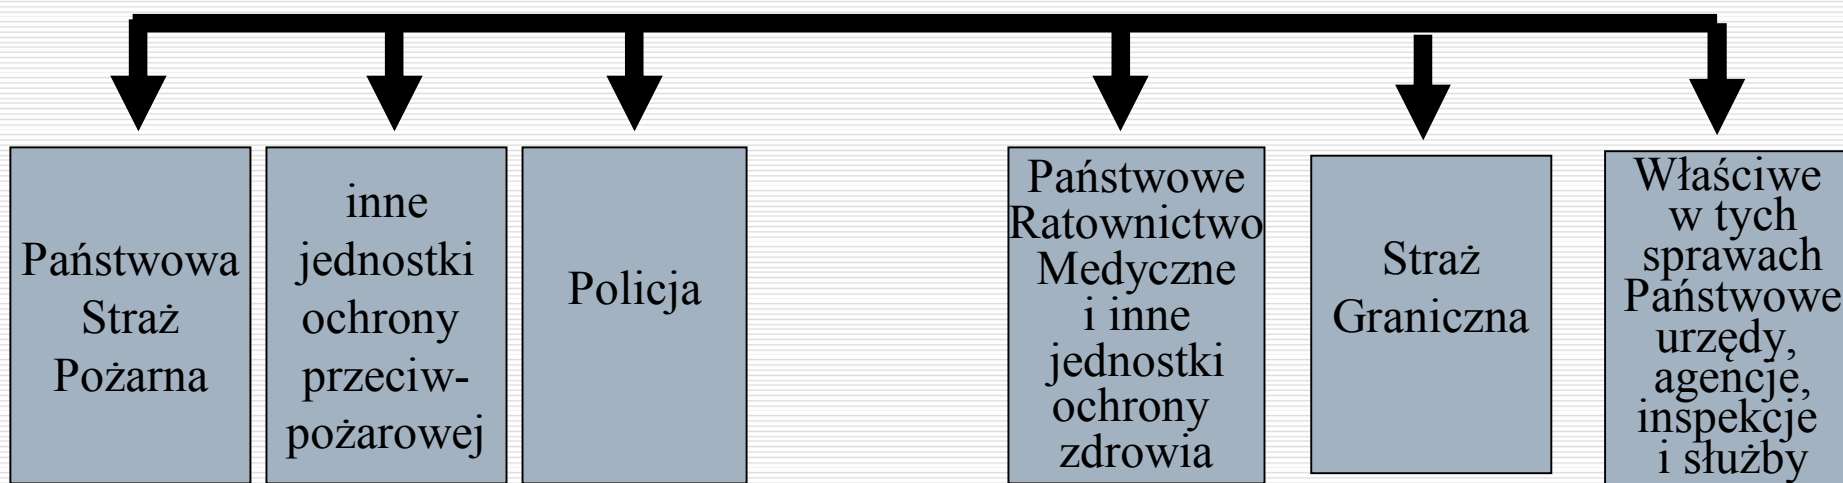 Państwowa
Straż
Pożarna
inne
jednostki
ochrony
przeciw-
pożarowej
Policja
Państwowe
Ratownictwo
Medyczne
i inne
jednostki
ochrony
zdrowia
Straż
Graniczna
Właściwe
w tych
sprawach
Państwowe
urzędy,
agencje,
inspekcje
i służby